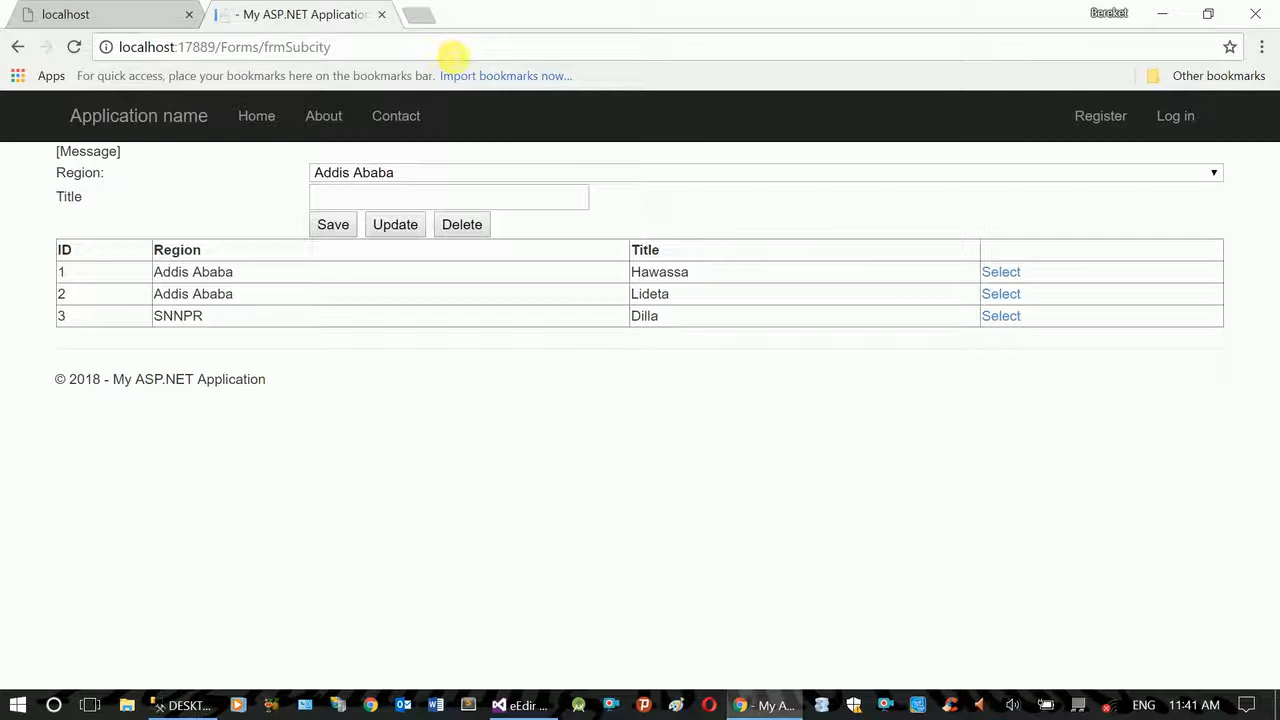 localhost
- My ASP.NET Application
Bereket
localhost:17889/Forms/frmSubcity
Apps For quick access, place your bookmarks here on the bookmarks bar. Import bookmarks now... Other bookmarks
Application name Home About Contact Register Log in
[Message]
Region: Addis Ababa
Title
Save Update Delete
ID Region Title
1 Addis Ababa Hawassa Select
2 Addis Ababa Lideta Select
3 SNNPR Dilla Select
© 2018 - My ASP.NET Application
DESKT... eEdir ... - My A... ENG 11:41 AM